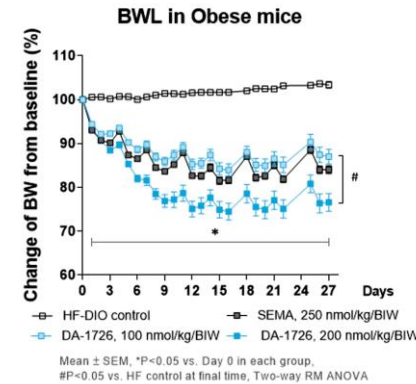 BWL in Obese mice
Change of BW from baseline (%)
110
100
90
80
70
60
#
*
0 3 6 9 12 15 18 21 24 27 Days
HF-DIO control SEMA, 250 nmol/kg/BIW
DA-1726, 100 nmol/kg/BIW DA-1726, 200 nmol/kg/BIW
Mean ± SEM, *P<0.05 vs. Day 0 in each group,
#P<0.05 vs. HF control at final time, Two-way RM ANOVA